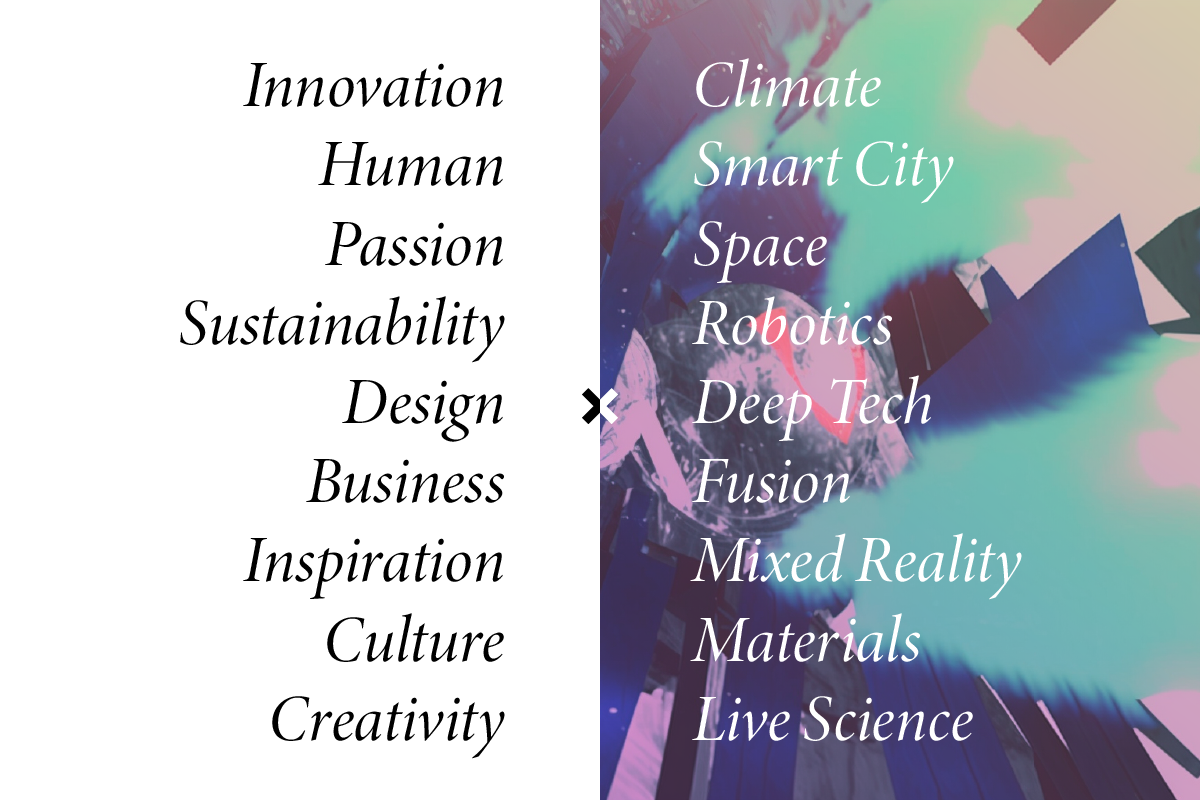 Innovation
Human
Passion
Sustainability
Design
Business
Inspiration
Culture
Creativity
×
Climate
Smart City
Space
Robotics
Deep Tech
Fusion
Mixed Reality
Materials
Live Science